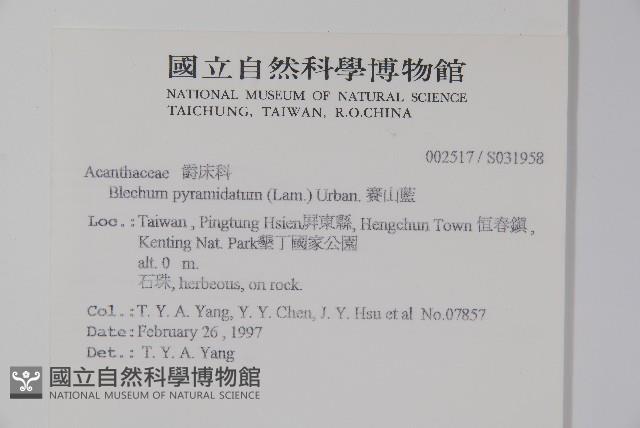 國立自然科學博物館
NATIONAL MUSEUM OF NATURAL SCIENCE
TAICHUNG, TAIWAN, R.O.CHINA
002517 / S031958
Acanthaceae 爵床科
Blechum pyramidatum (Lam.) Urban. 賽山藍
Loc.:Taiwan , Pingtung Hsien屏東縣, Hengchun Town 恆春鎮 ,
Kenting Nat. Park墾丁國家公園
alt. 0 m.
石珠, herbeous, on rock.
Col.: T. Y. A. Yang, Y. Y. Chen, J. Y. Hsu et al No.07857
Date:February 26 , 1997
Det.: T. Y. A. Yang
國立自然科學博物館
NATIONAL MUSEUM OF NATURAL SCIENCE